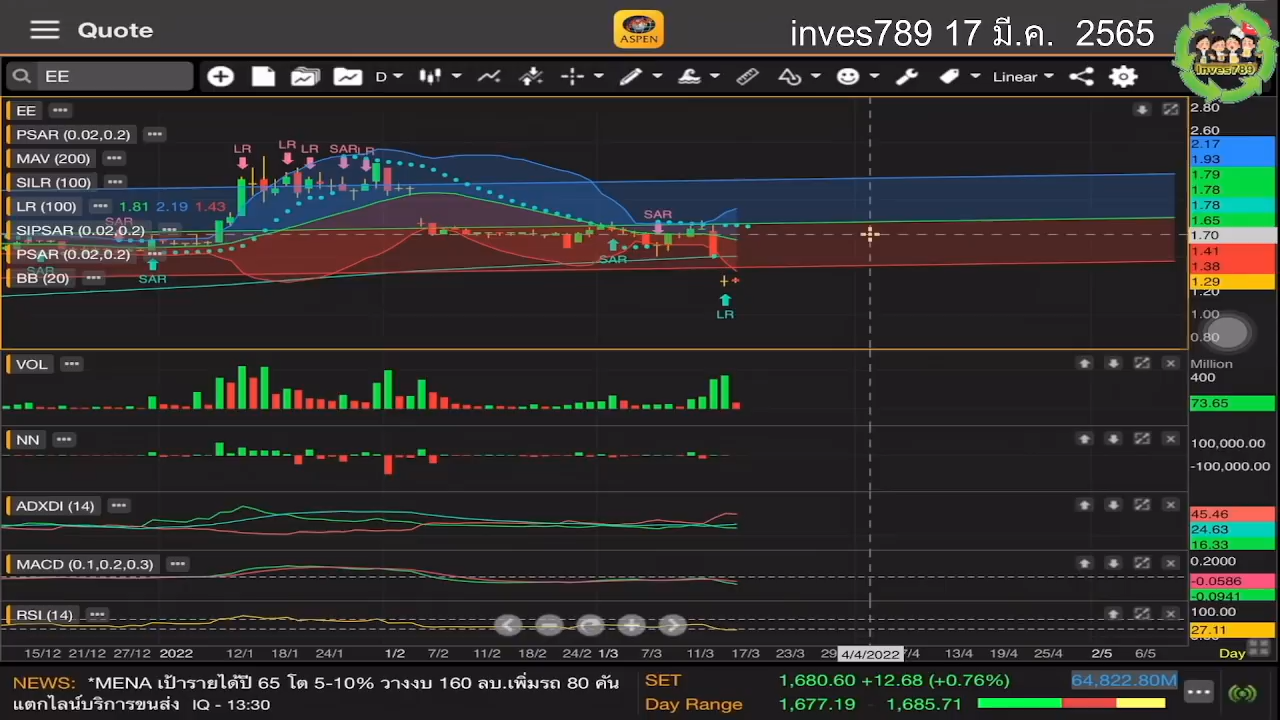 Quote
ASPEN
inves789 17 มี.ค. 2565
inves789
EE
D
Linear
EE
PSAR (0.02,0.2)
MAV (200)
SILR (100)
LR (100) 1.81 2.19 1.43
SIPSAR (0.02,0.2)
PSAR (0.02,0.2)
BB (20)
LR
LR
LR
SAR
LR
SAR
SAR
SAR
SAR
SAR
LR
2.80
2.60
2.17
1.93
1.79
1.78
1.78
1.65
1.70
1.41
1.38
1.29
1.20
1.00
0.80
VOL
Million
400
73.65
NN
100,000.00
-100,000.00
ADXDI (14)
45.46
24.63
16.33
MACD (0.1,0.2,0.3)
0.2000
-0.0586
-0.0941
RSI (14)
100.00
27.11
15/12 21/12 27/12 2022 12/1 18/1 24/1 1/2 7/2 11/2 18/2 24/2 1/3 7/3 11/3 17/3 23/3 29 4/4/2022 7/4 13/4 19/4 25/4 2/5 6/5 Day
NEWS: *MENA เป้ารายได้ปี 65 โต 5-10% วางงบ 160 ลบ.เพิ่มรถ 80 คัน
แตกไลน์บริการขนส่ง IQ - 13:30
SET 1,680.60 +12.68 (+0.76%) 64,822.80M
Day Range 1,677.19 - 1,685.71